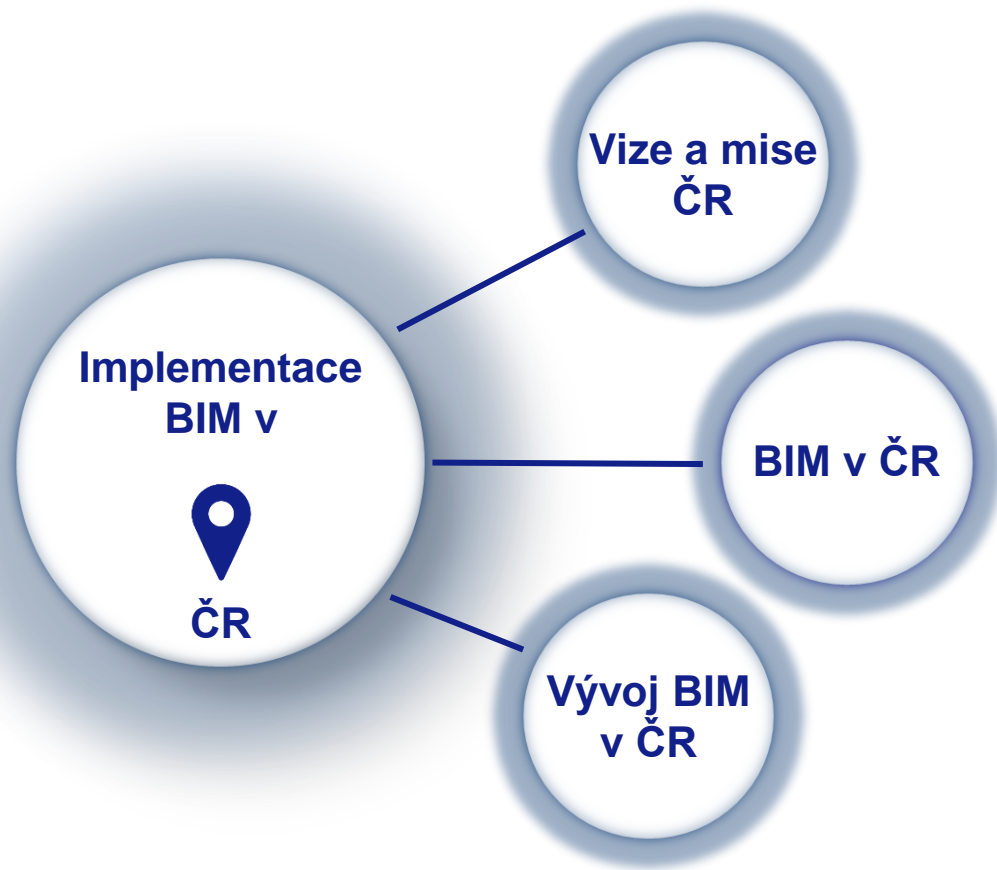 Implementace
BIM v
ČR
Vize a mise
ČR
BIM v ČR
Vývoj BIM
v ČR